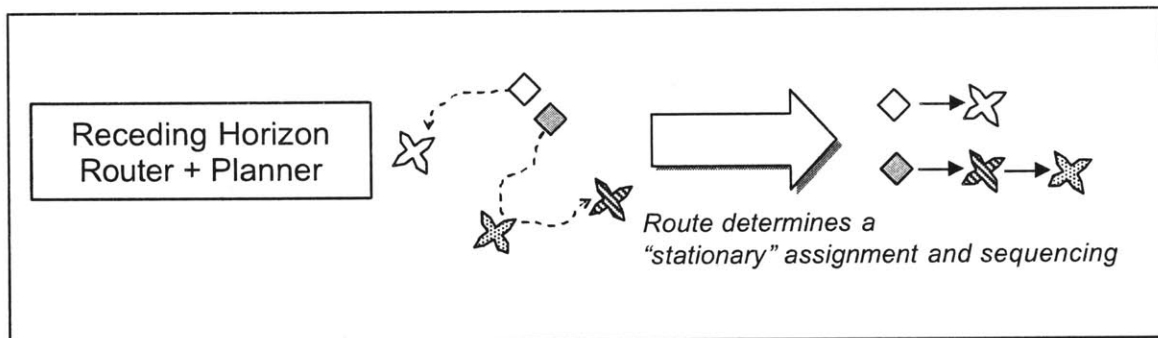 Receding Horizon
Router + Planner
Route determines a
“stationary” assignment and sequencing